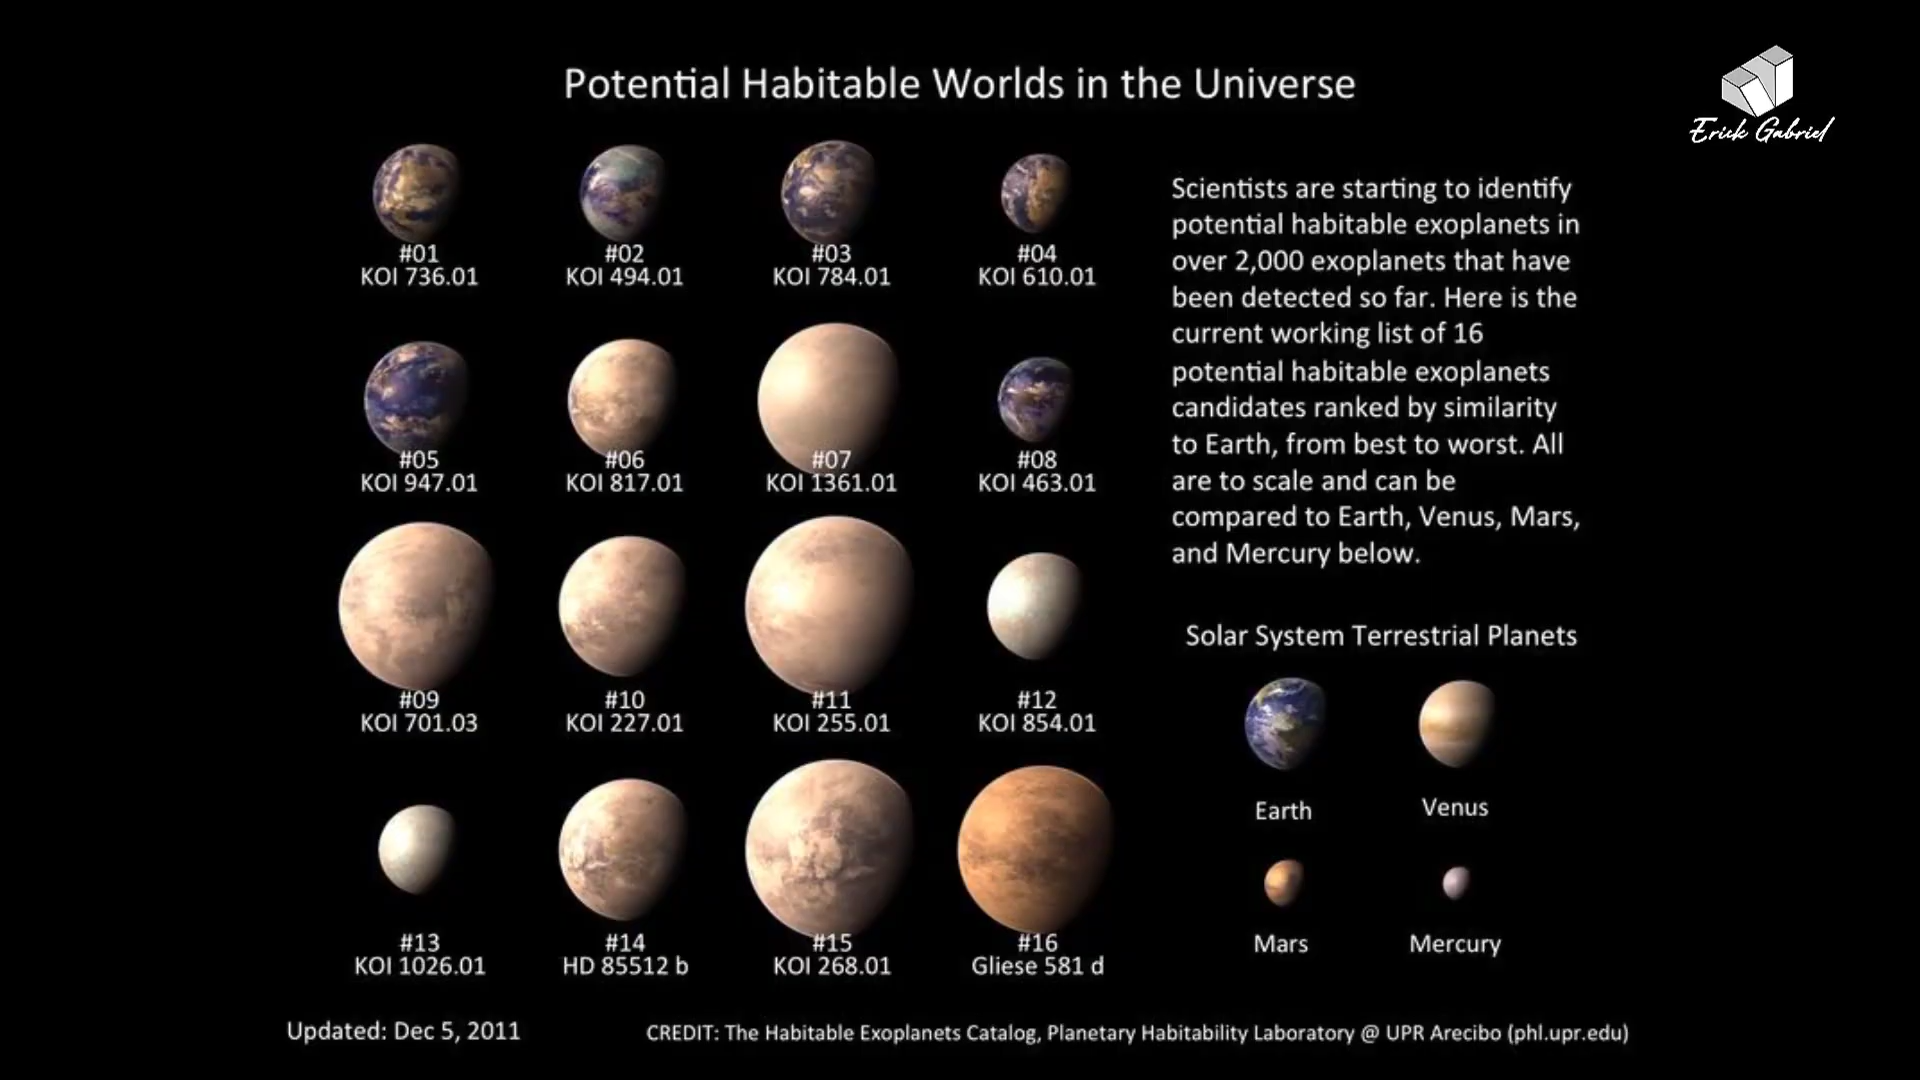 Potential Habitable Worlds in the Universe
Erick Gabriel
#01
KOI 736.01
#02
KOI 494.01
#03
KOI 784.01
#04
KOI 610.01
#05
KOI 947.01
#06
KOI 817.01
#07
KOI 1361.01
#08
KOI 463.01
#09
KOI 701.03
#10
KOI 227.01
#11
KOI 255.01
#12
KOI 854.01
#13
KOI 1026.01
#14
HD 85512 b
#15
KOI 268.01
#16
Gliese 581 d
Scientists are starting to identify
potential habitable exoplanets in
over 2,000 exoplanets that have
been detected so far. Here is the
current working list of 16
potential habitable exoplanets
candidates ranked by similarity
to Earth, from best to worst. All
are to scale and can be
compared to Earth, Venus, Mars,
and Mercury below.
Solar System Terrestrial Planets
Earth
Venus
Mars
Mercury
Updated: Dec 5, 2011
CREDIT: The Habitable Exoplanets Catalog, Planetary Habitability Laboratory @ UPR Arecibo (phl.upr.edu)